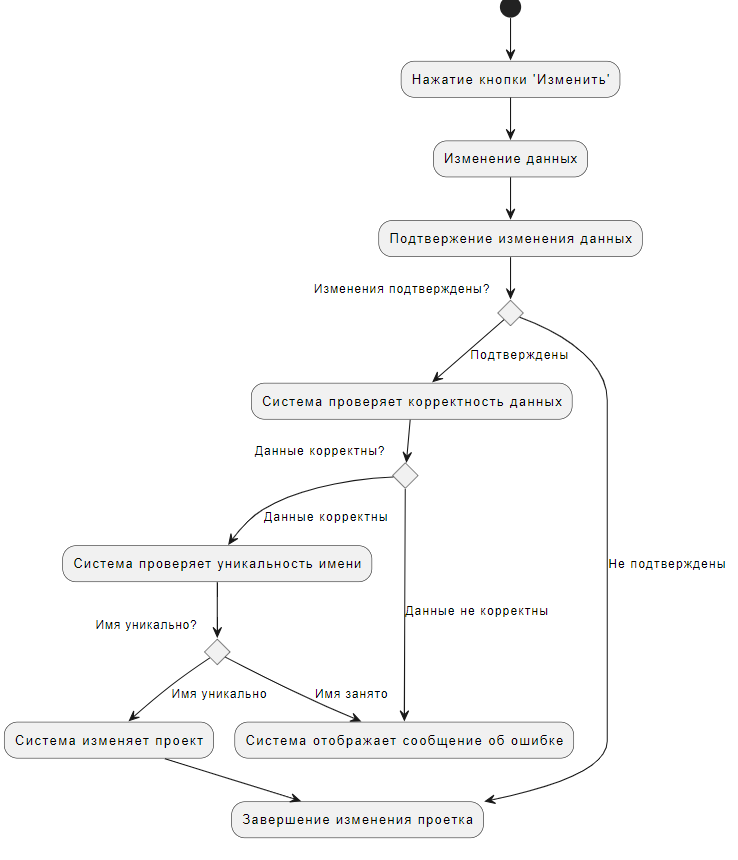 Нажатие кнопки 'Изменить'
Изменение данных
Подтвержение изменения данных
Изменения подтверждены?
Подтверждены
Система проверяет корректность данных
Данные корректны?
Данные корректны
Система проверяет уникальность имени
Не подтверждены
Данные не корректны
Имя уникально?
Имя уникально
Имя занято
Система изменяет проект
Система отображает сообщение об ошибке
Завершение изменения проетка